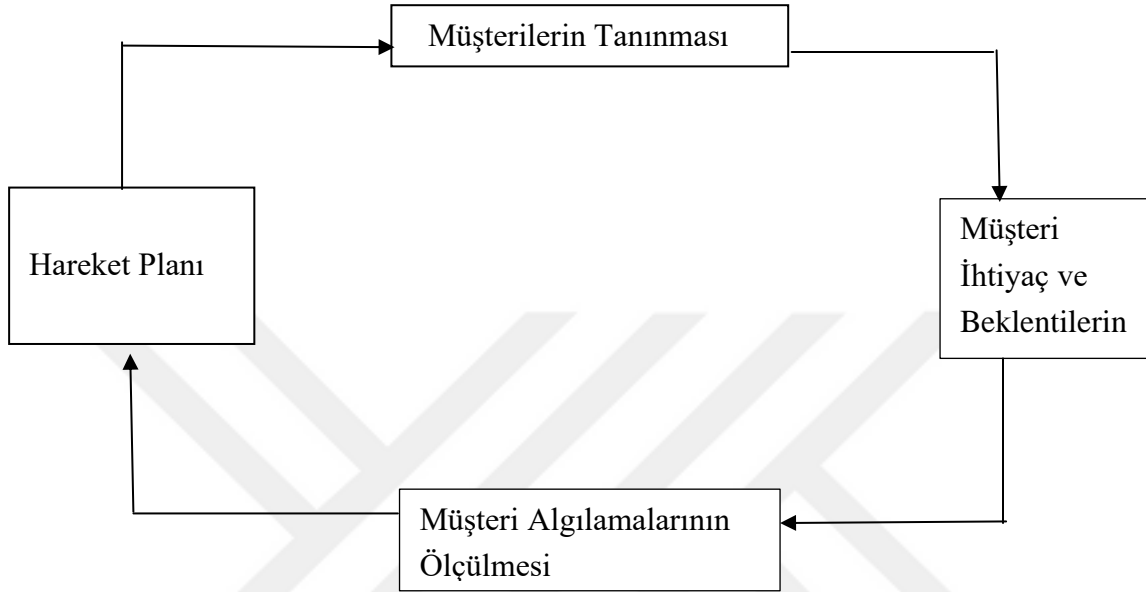 Müşterilerin Tanınması
Müşteri
İhtiyaç ve
Beklentilerin
Müşteri Algılamalarının
Ölçülmesi
Hareket Planı